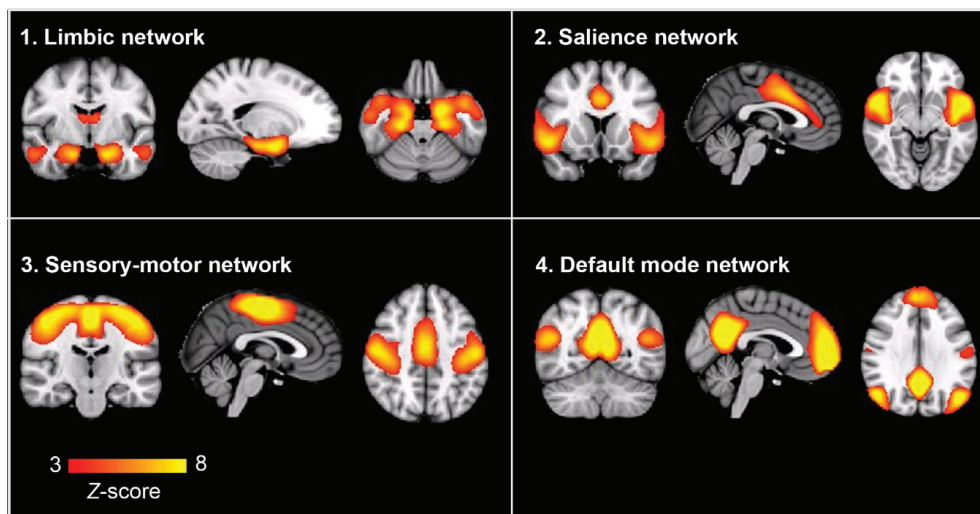 1. Limbic network
2. Salience network
3. Sensory-motor network
4. Default mode network
3 8
Z-score